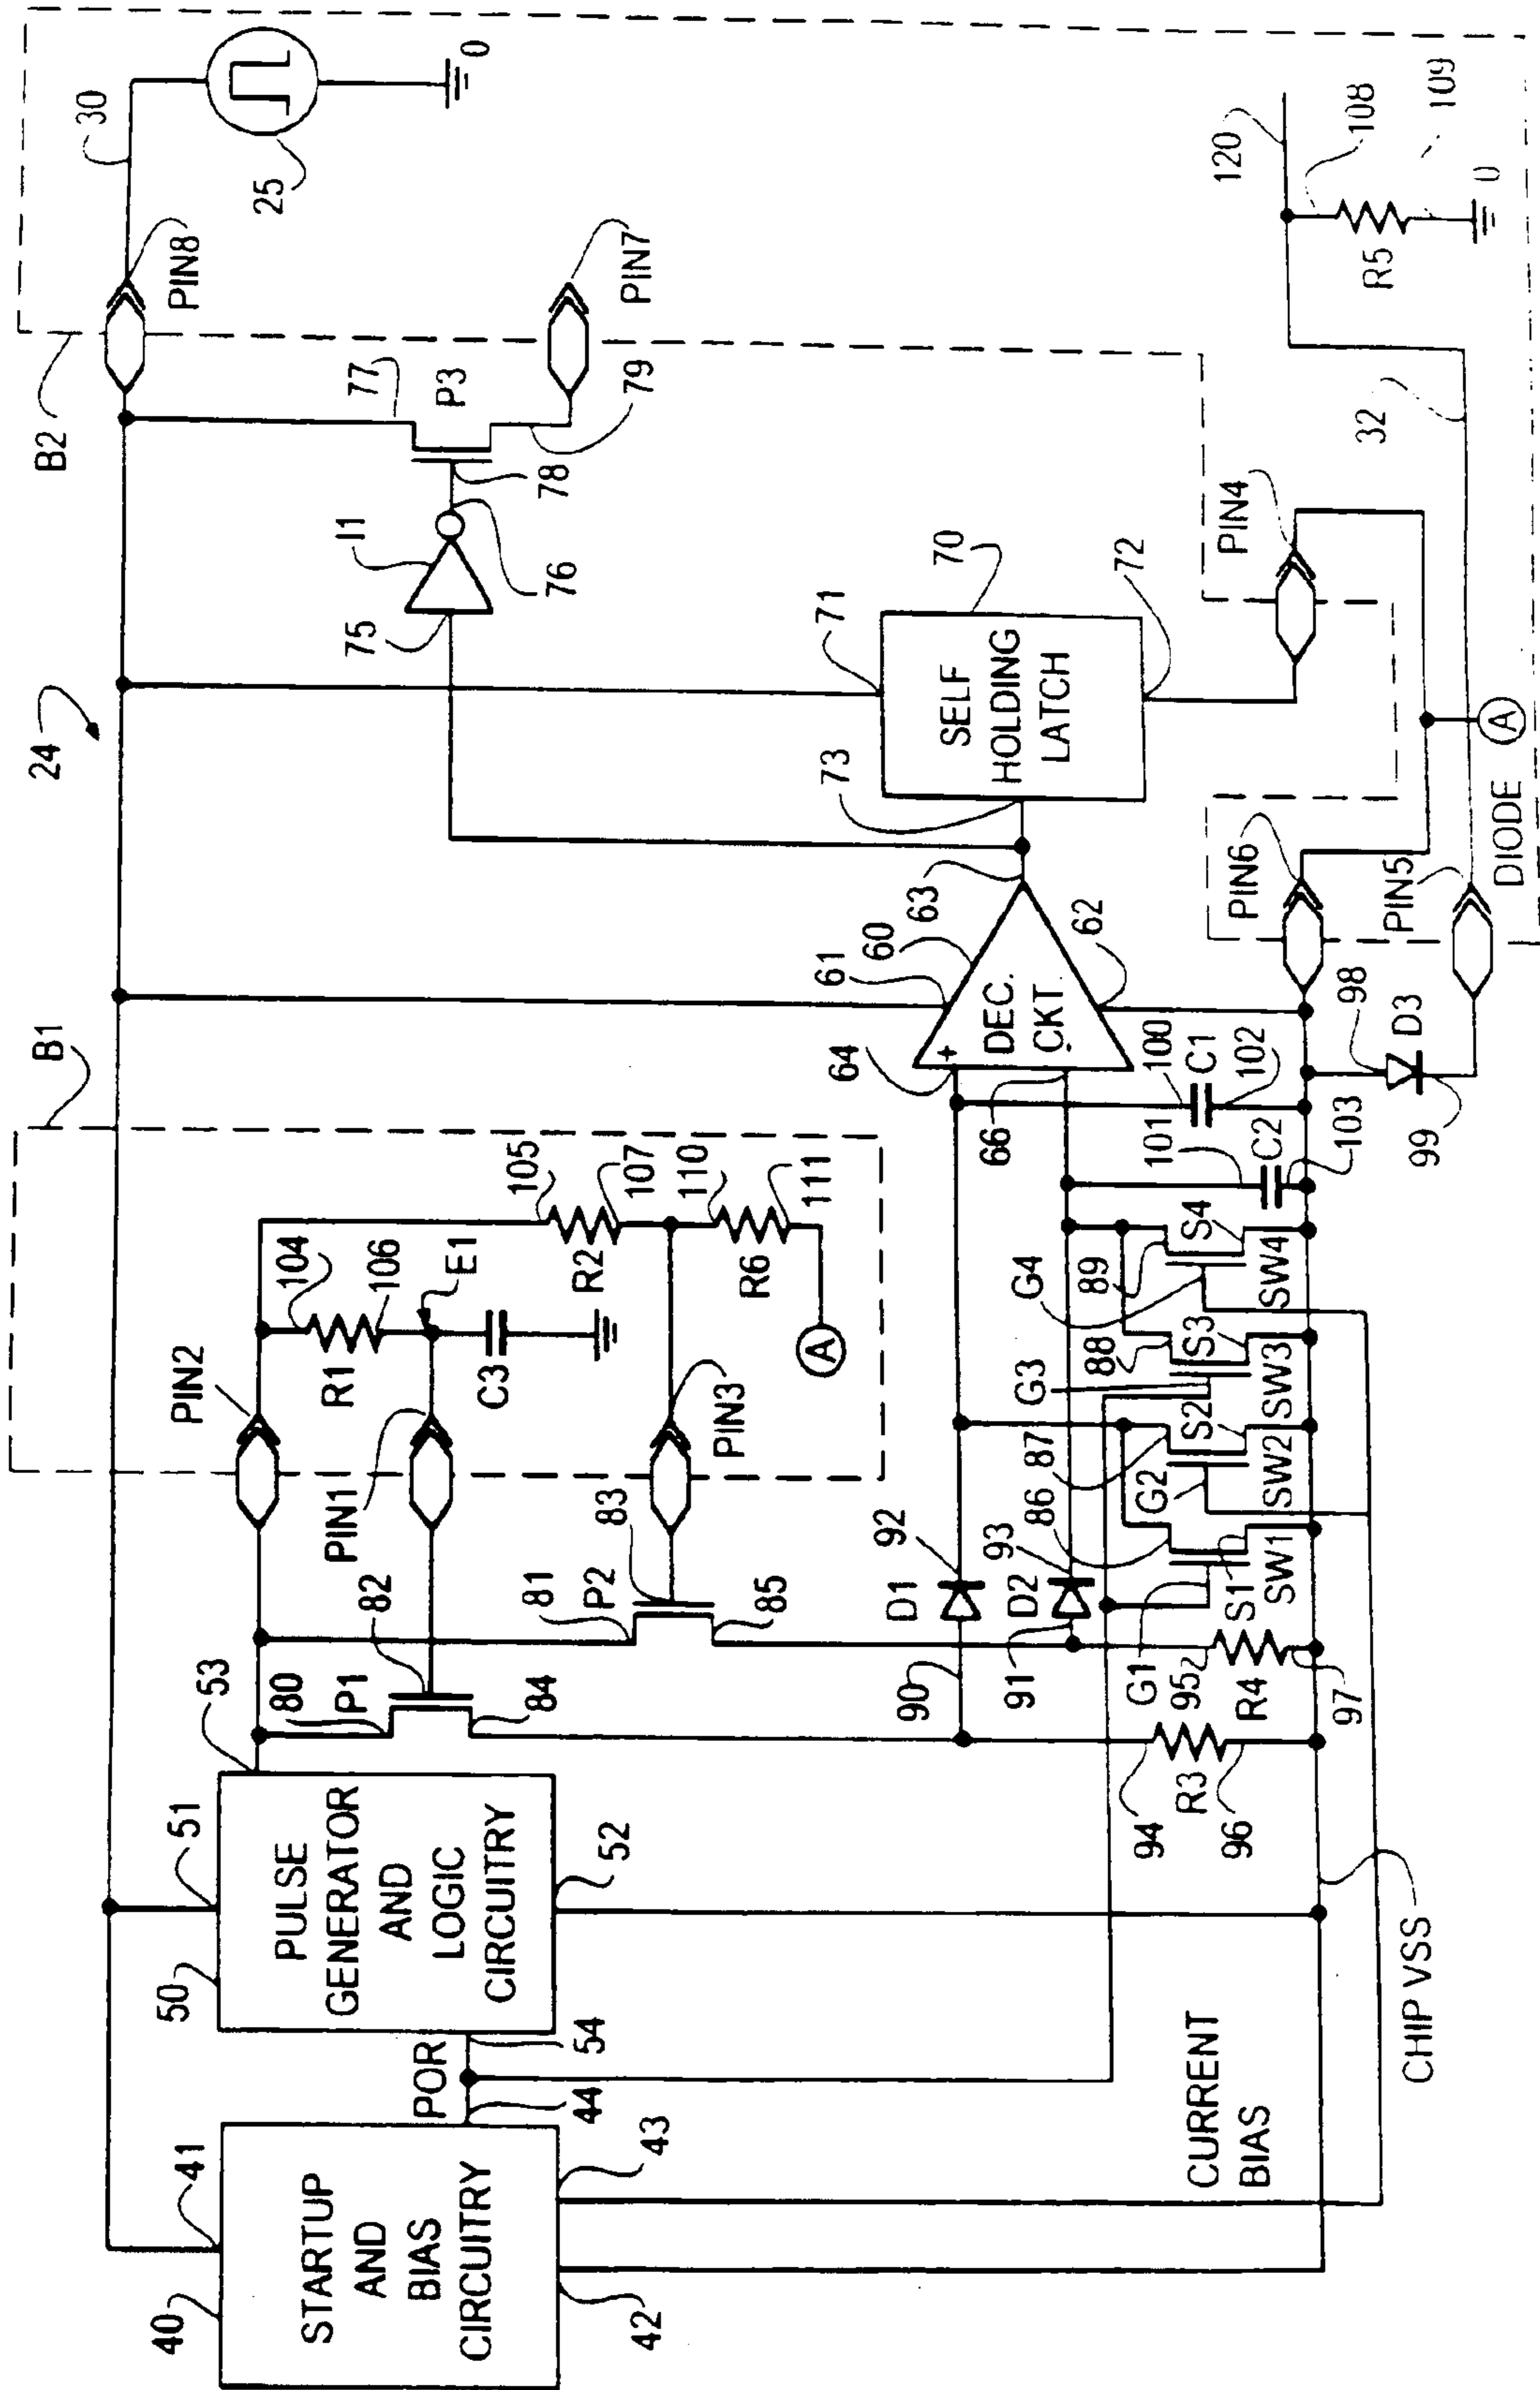 24
B1
B2
30
25
0
PIN8
PIN7
77
P3
78
79
I1
76
75
40
STARTUP
AND
BIAS
CIRCUITRY
41
42
43
44
POR
54
50
PULSE
GENERATOR
AND
LOGIC
CIRCUITRY
51
52
53
80
P1
82
84
81
P2
83
85
PIN2
PIN1
PIN3
104
R1
106
E1
C3
105
R2
107
110
R6
111
A
90
D1
92
91
D2
93
94
R3
96
95
R4
97
G1
86
S1
SW1
G2
87
S2
SW2
G3
88
S3
SW3
G4
89
S4
SW4
101
C2
103
100
C1
102
64
+
DEC.
CKT.
66
61
60
62
63
73
SELF
HOLDING
LATCH
70
71
72
98
D3
99
PIN6
PIN5
PIN4
DIODE
A
32
120
108
R5
109
0
CURRENT
BIAS
CHIP VSS